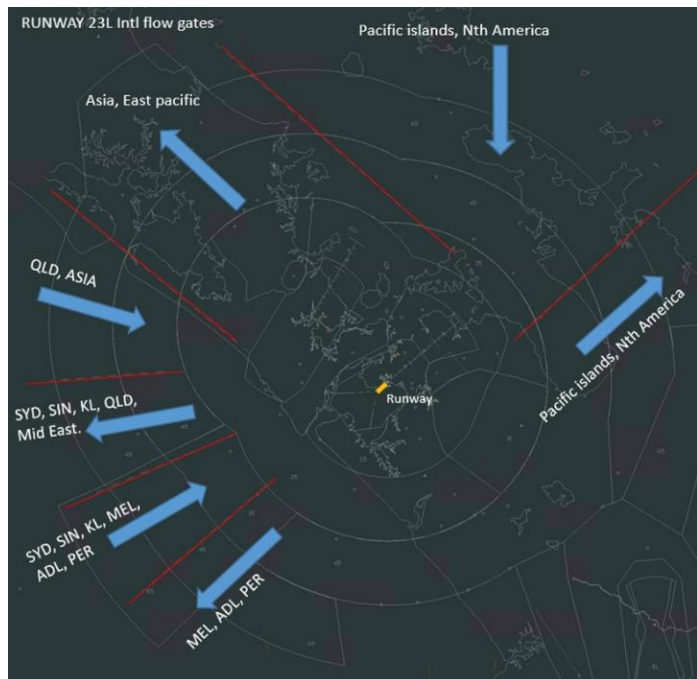 RUNWAY 23L Intl flow gates
Pacific islands, Nth America
Asia, East pacific
QLD, ASIA
Pacific islands, Nth America
SYD, SIN, KL, QLD,
Mid East.
Runway
SYD, SIN, KL, MEL,
ADL, PER
MEL, ADL, PER